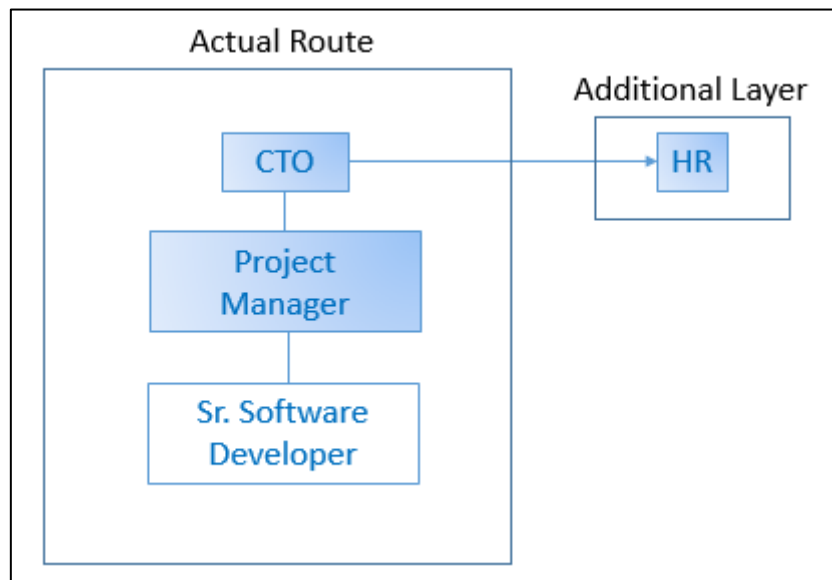 Actual Route
Additional Layer
CTO
HR
Project
Manager
Sr. Software
Developer